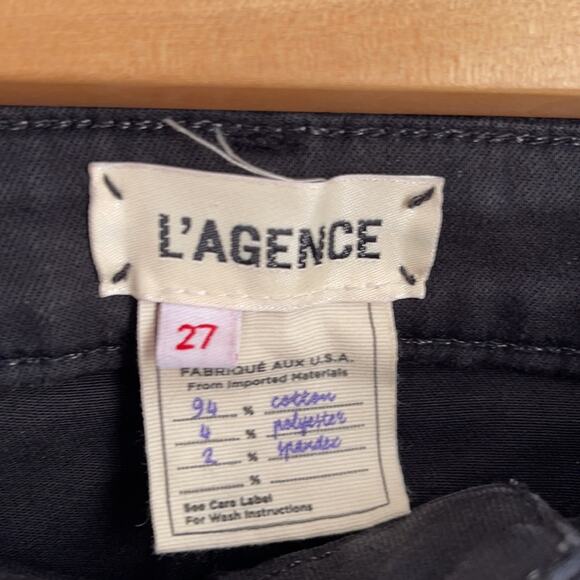 L'AGENCE
27
FABRIQUÉ AUX U.S.A.
From Imported Materials
94 % cotton
4 % polyester
2 % spandex
%
See Care Label
For Wash Instructions